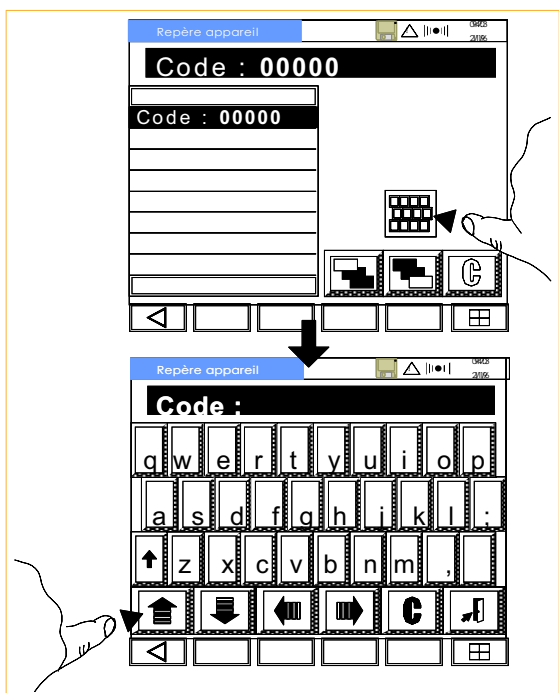 Repère appareil
Code : 00000
Code : 00000
C
Repère appareil
Code :
q w e r t y u i o p
a s d f g h j k l ;
z x c v b n m ,
C